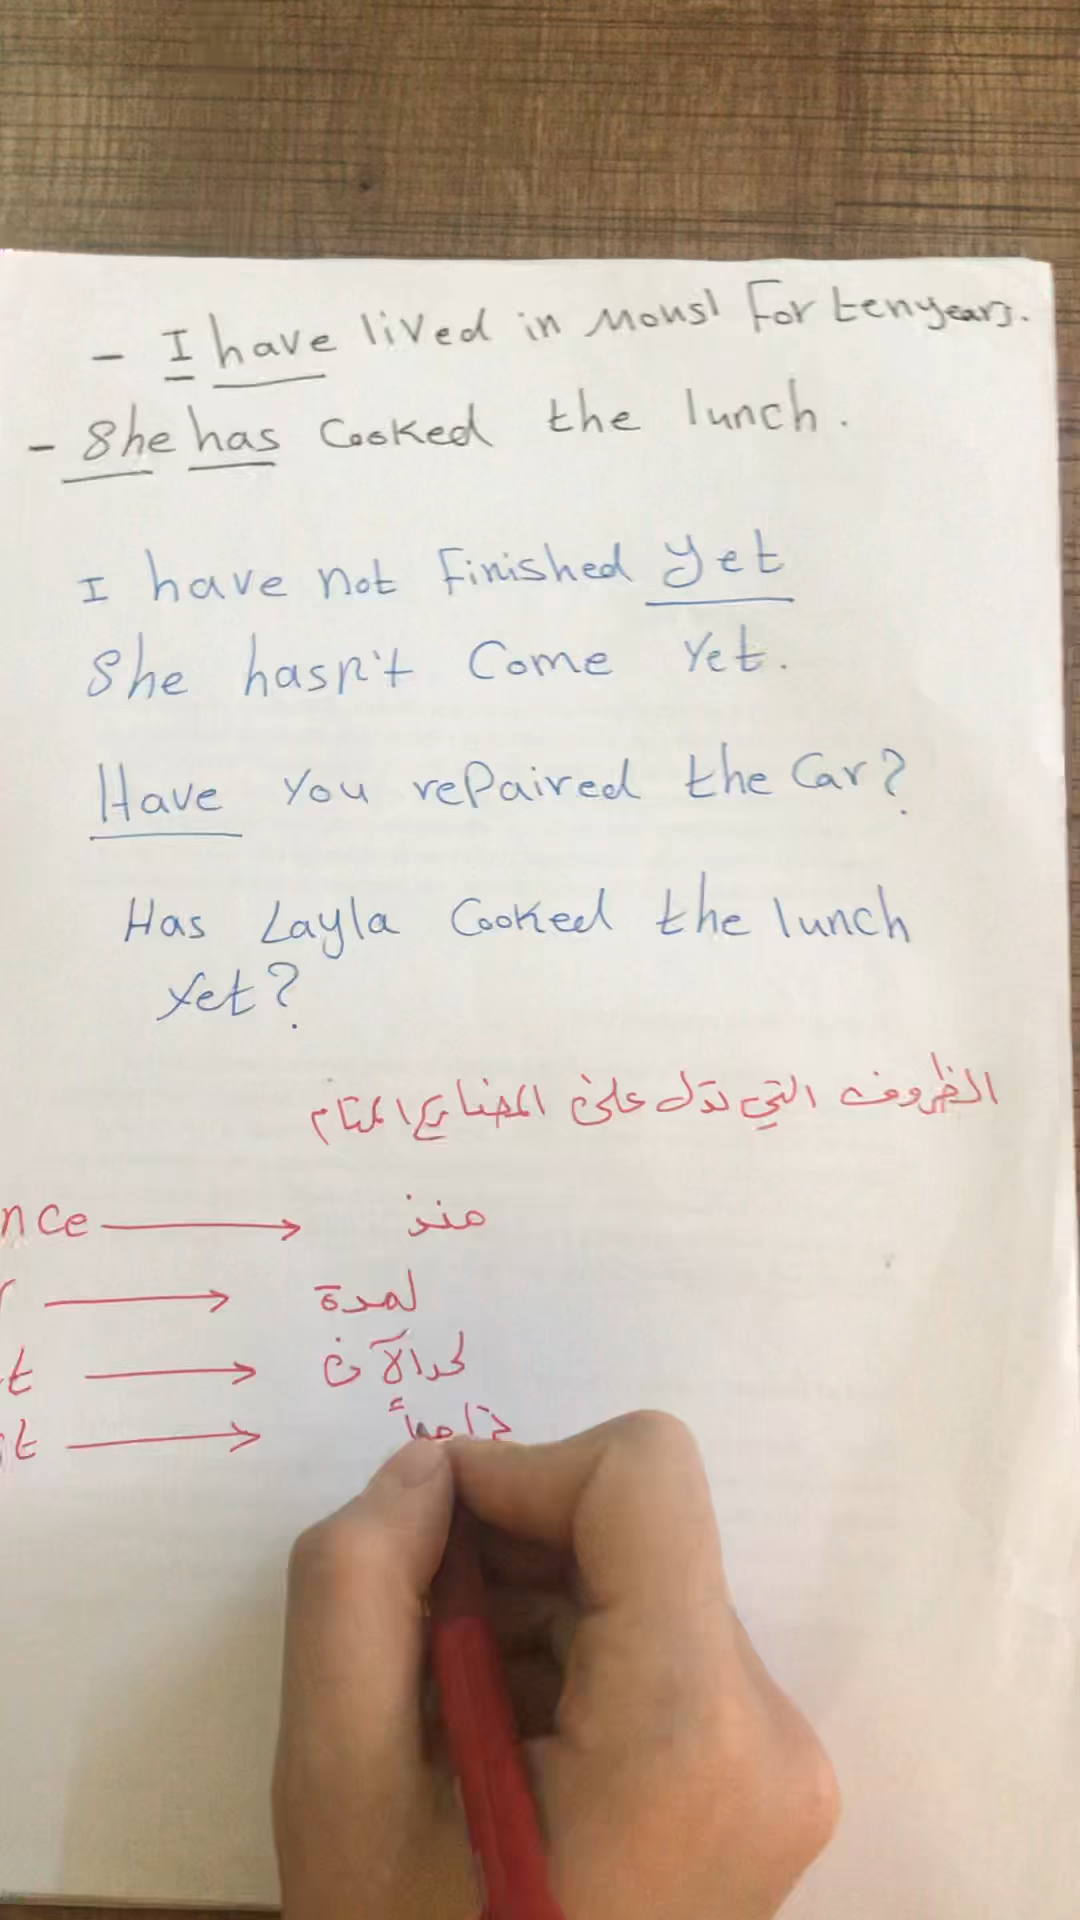 - I have lived in Mousl For ten years.
- She has Cooked the lunch.
I have not Finished yet
She hasn't Come Yet.
Have You rePaired the Car?
Has Layla Cooked the lunch
Yet?
الظروف التي تدل على المضارع التام
nce → منذ
→ لمدة
t → لحد الآن
t →